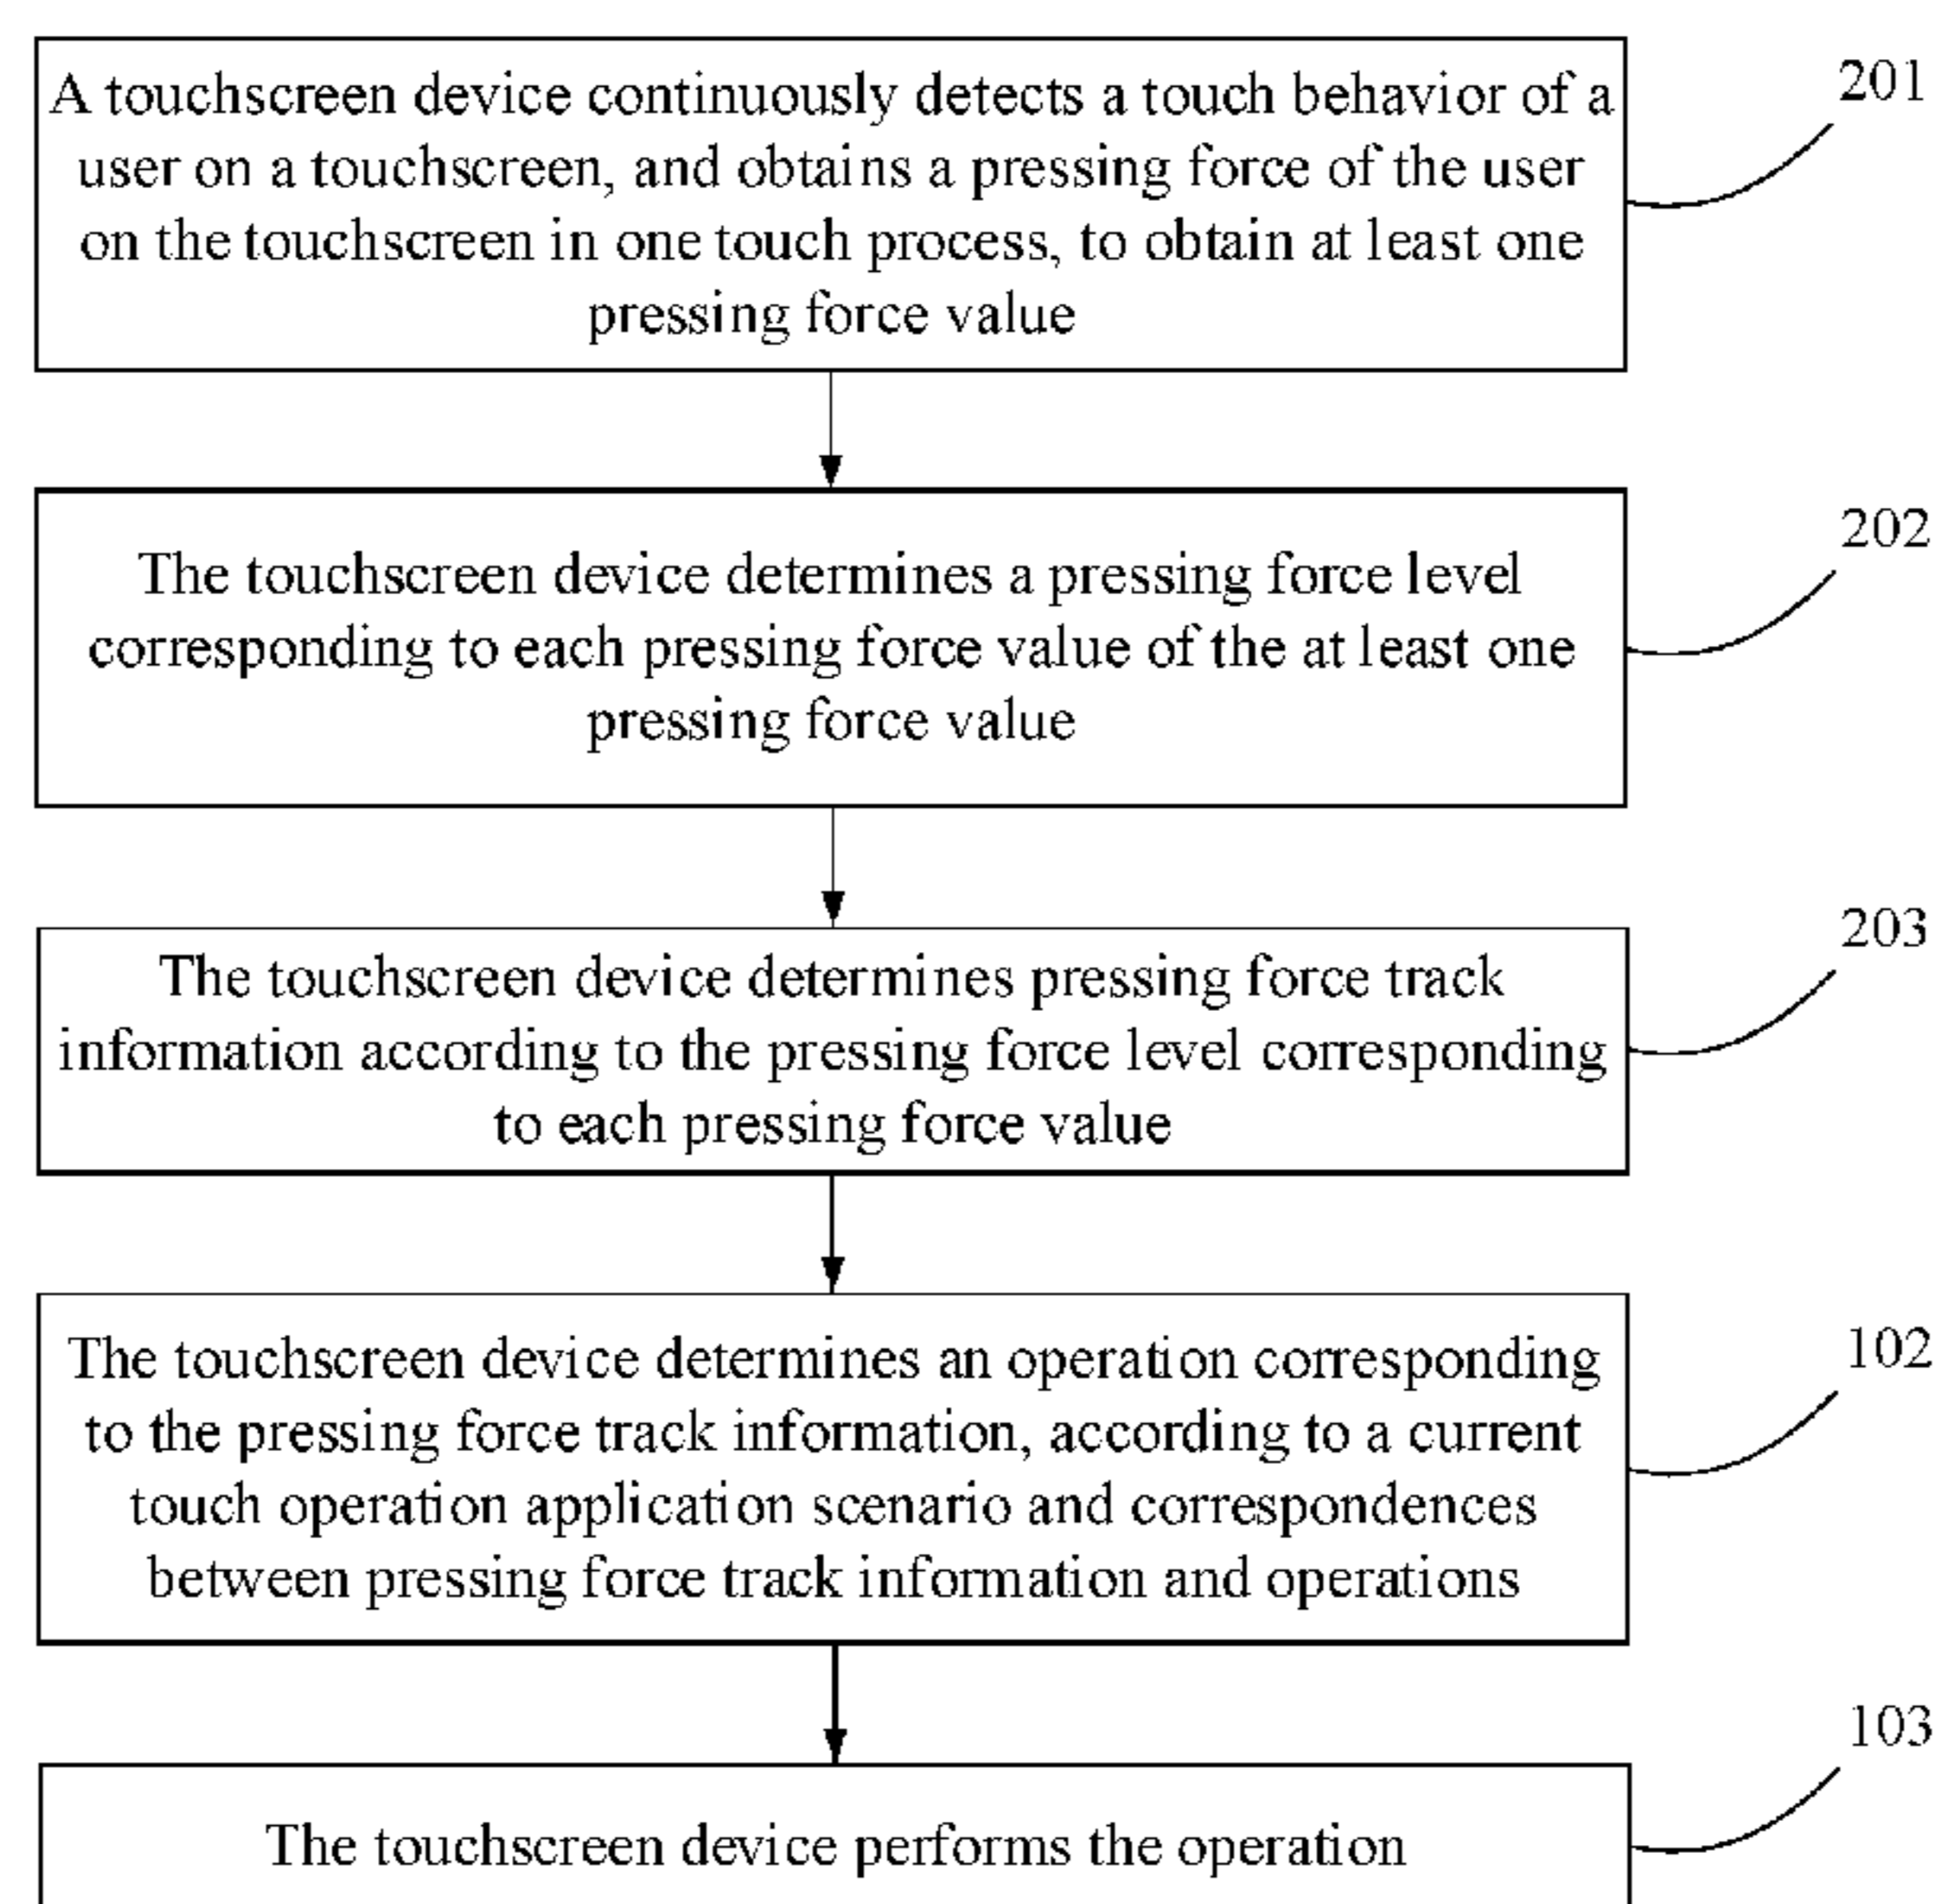 A touchscreen device continuously detects a touch behavior of a
user on a touchscreen, and obtains a pressing force of the user
on the touchscreen in one touch process, to obtain at least one
pressing force value
201
The touchscreen device determines a pressing force level
corresponding to each pressing force value of the at least one
pressing force value
202
The touchscreen device determines pressing force track
information according to the pressing force level corresponding
to each pressing force value
203
The touchscreen device determines an operation corresponding
to the pressing force track information, according to a current
touch operation application scenario and correspondences
between pressing force track information and operations
102
The touchscreen device performs the operation
103